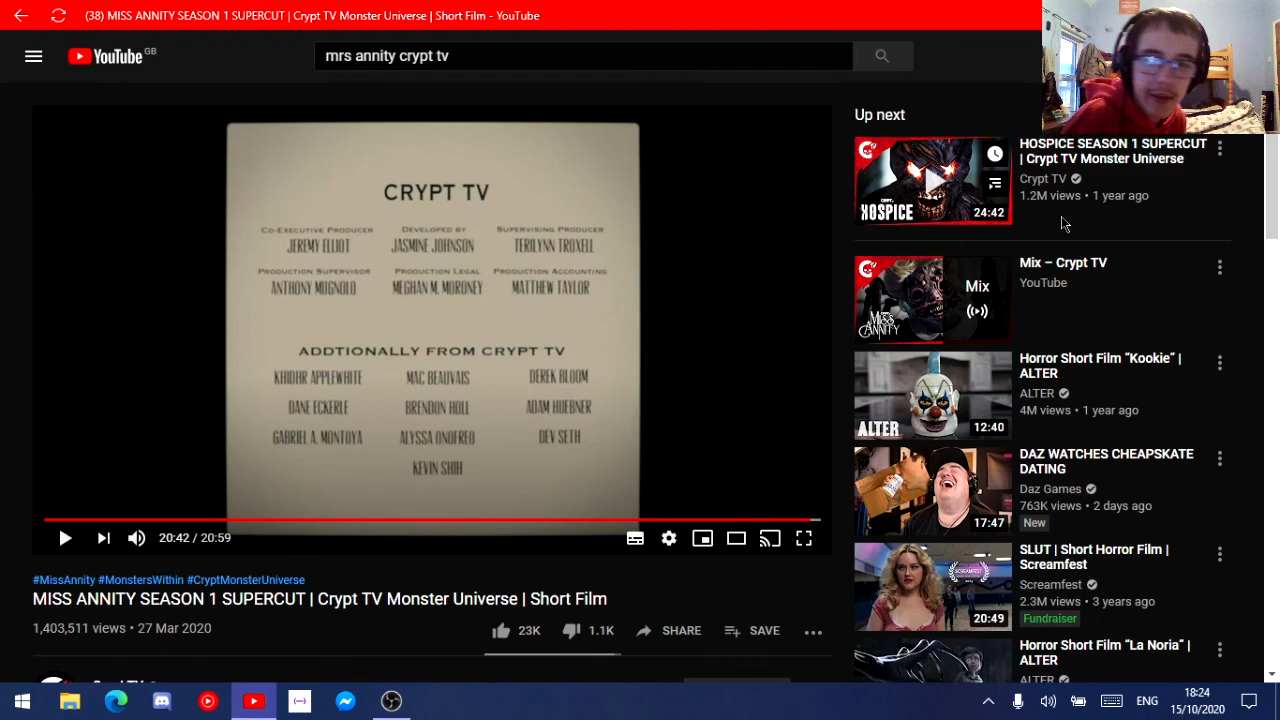 (38) MISS ANNITY SEASON 1 SUPERCUT | Crypt TV Monster Universe | Short Film - YouTube
YouTube GB
mrs annity crypt tv
CRYPT TV
CO-EXECUTIVE PRODUCER DEVELOPED BY SUPERVISING PRODUCER
JEREMY ELLIOT JASMINE JOHNSON TERILYNN TROXELL
PRODUCTION SUPERVISOR PRODUCTION LEGAL PRODUCTION ACCOUNTING
ANTHONY MUGNOLO MEGHAN M. MORONEY MATTHEW TAYLOR
ADDTIONALLY FROM CRYPT TV
KHIDHR APPLEWHITE MAC BEAUVAIS DEREK BLOOM
DANE ECKERLE BRENDON HOLL ADAM HUEBNER
GABRIEL A. MONTOYA ALYSSA ONOFREO DEV SETH
KEVIN SHIH
20:42 / 20:59
#MissAnnity #MonstersWithin #CryptMonsterUniverse
MISS ANNITY SEASON 1 SUPERCUT | Crypt TV Monster Universe | Short Film
1,403,511 views • 27 Mar 2020
23K 1.1K SHARE SAVE
Up next
HOSPICE
24:42
HOSPICE SEASON 1 SUPERCUT
| Crypt TV Monster Universe
Crypt TV
1.2M views • 1 year ago
MISS ANNITY
Mix
Mix – Crypt TV
YouTube
ALTER
12:40
Horror Short Film “Kookie” |
ALTER
ALTER
4M views • 1 year ago
17:47
DAZ WATCHES CHEAPSKATE
DATING
Daz Games
763K views • 2 days ago
New
SCREAMFEST
20:49
SLUT | Short Horror Film |
Screamfest
Screamfest
2.3M views • 3 years ago
Fundraiser
Horror Short Film “La Noria” |
ALTER
ALTER
ENG
18:24
15/10/2020